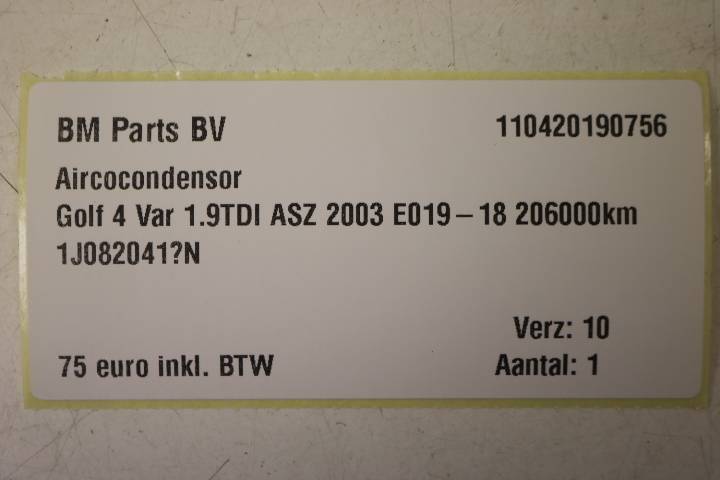 BM Parts BV 110420190756
Aircocondensor
Golf 4 Var 1.9TDI ASZ 2003 E019-18 206000km
1J082041?N
Verz: 10
75 euro inkl. BTW Aantal: 1